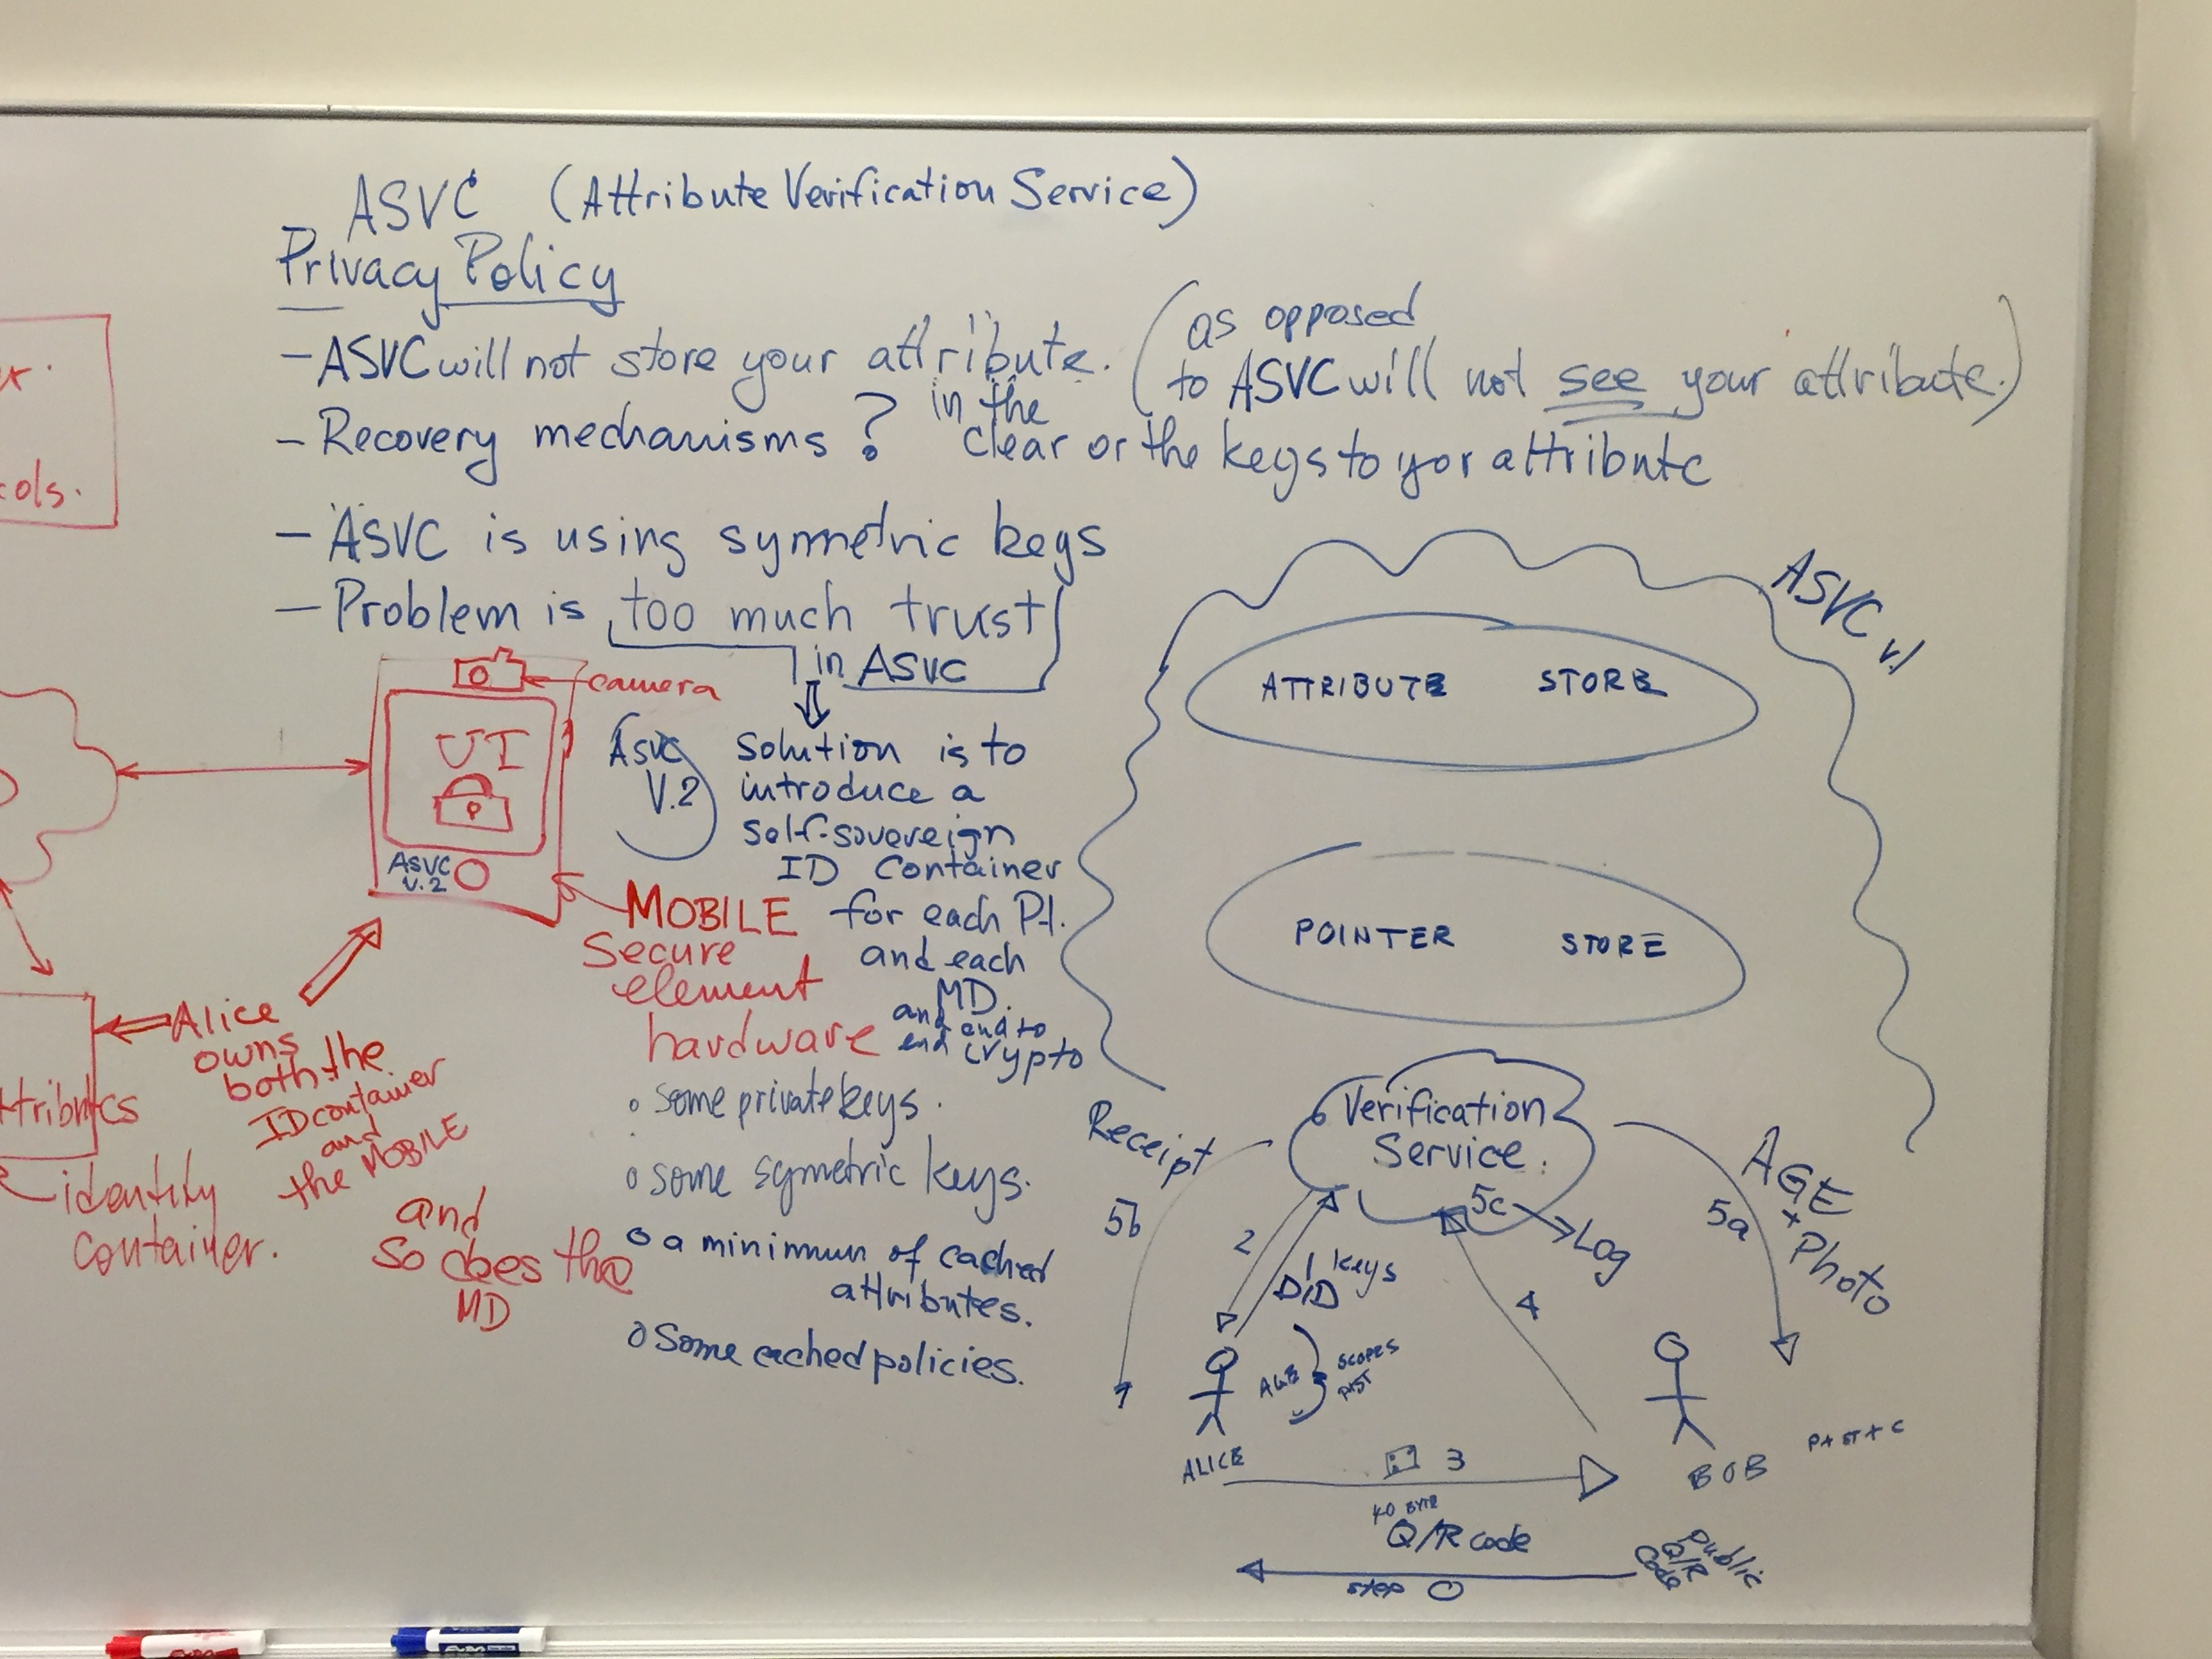 ASVC (Attribute Verification Service)
Privacy Policy
- ASVC will not store your attribute. (as opposed
to ASVC will not see your attribute.)
in the
clear or the keys to yor attribute
- Recovery mechanisms ?
- ASVC is using symmetric keys
- Problem is too much trust
in ASVC
camera
UI
ASVC
V.2
ASVC
V.2
Solution is to
introduce a
self-sovereign
ID Container
for each P.I.
and each
MD.
and end to
end crypto
MOBILE
Secure
element
hardware
o some private keys.
o some symetric keys.
o a minimum of cached
attributes.
o Some cached policies.
cols.
Alice
owns
both the
ID container
and
the MOBILE
and
so does the
MD
identity
container.
ASVC v.1
ATTRIBUTE STORE
POINTER STORE
Verification
Service.
Receipt
5b
2
1 keys
DID
5c
Log
4
AGE
+ Photo
5a
AGE
SCOPES
ALICE
3
40 BYTE
Q/R code
BOB
P+ ST+ C
Public
Q/R
Code
STEP 0